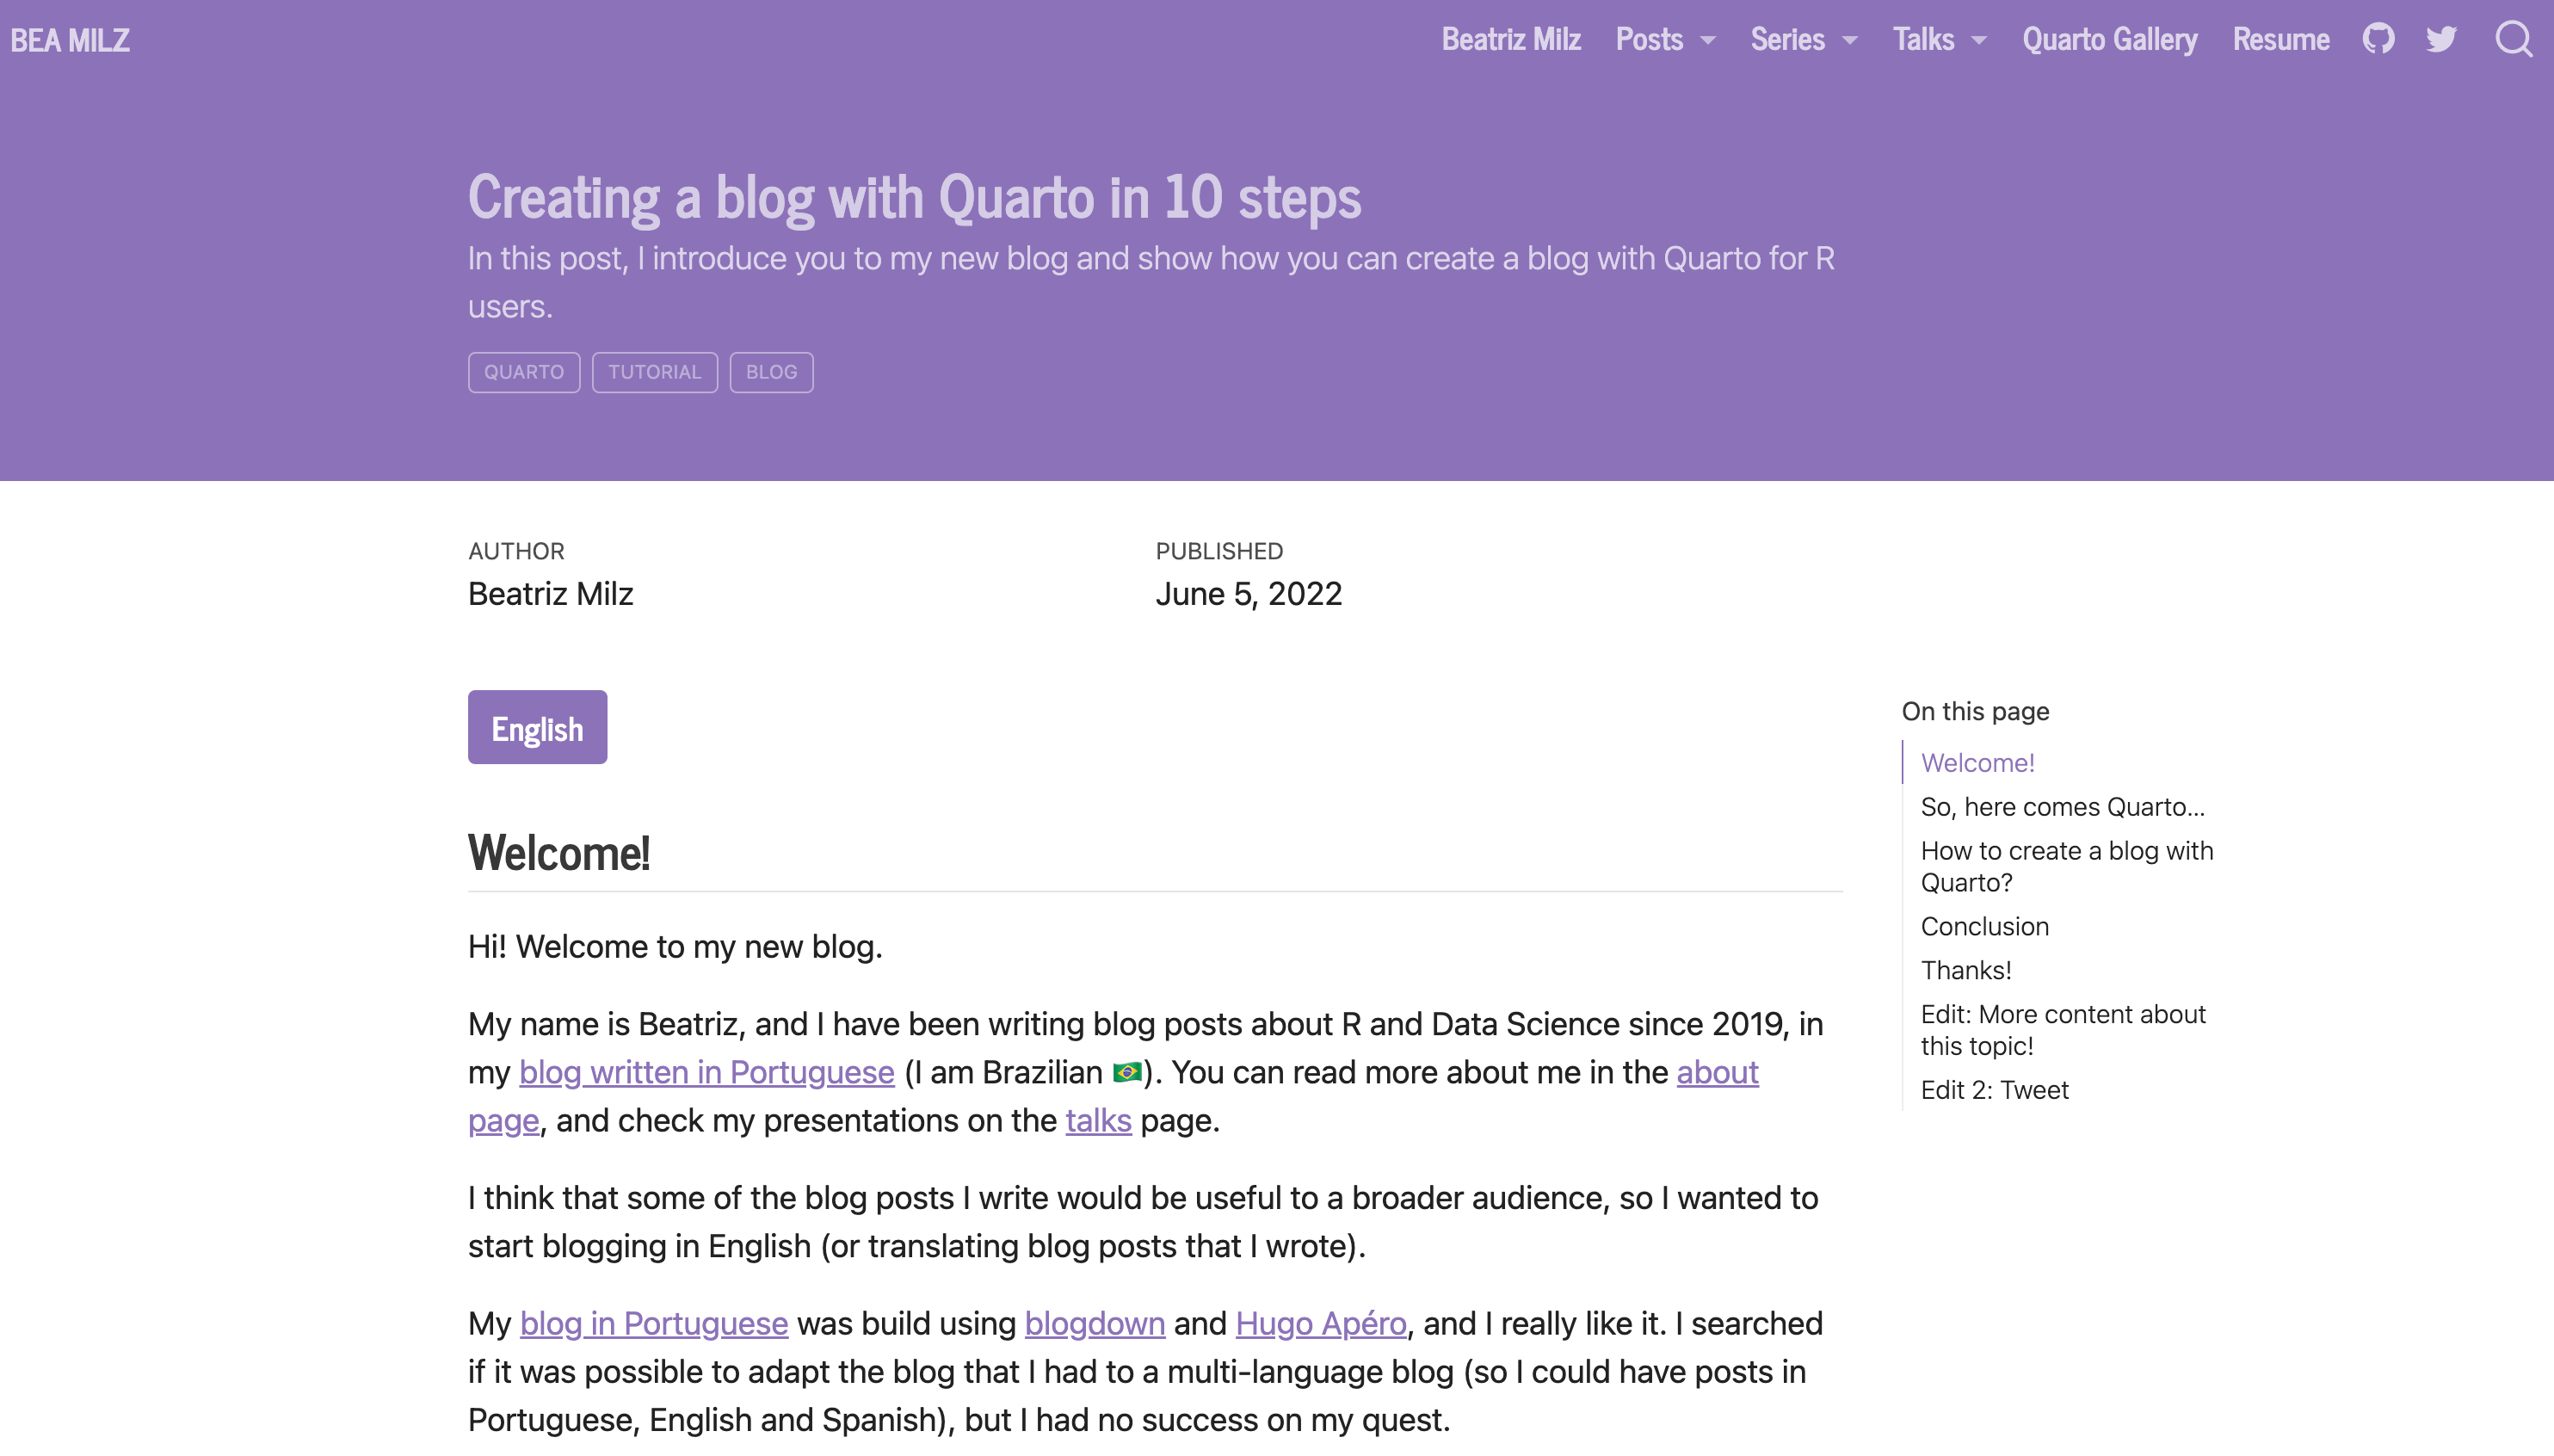 BEA MILZ
Beatriz Milz Posts Series Talks Quarto Gallery Resume
Creating a blog with Quarto in 10 steps
In this post, I introduce you to my new blog and show how you can create a blog with Quarto for R
users.
QUARTO TUTORIAL BLOG
AUTHOR
Beatriz Milz
PUBLISHED
June 5, 2022
English
Welcome!
Hi! Welcome to my new blog.
My name is Beatriz, and I have been writing blog posts about R and Data Science since 2019, in
my blog written in Portuguese (I am Brazilian 🇧🇷). You can read more about me in the about
page, and check my presentations on the talks page.
I think that some of the blog posts I write would be useful to a broader audience, so I wanted to
start blogging in English (or translating blog posts that I wrote).
My blog in Portuguese was build using blogdown and Hugo Apéro, and I really like it. I searched
if it was possible to adapt the blog that I had to a multi-language blog (so I could have posts in
Portuguese, English and Spanish), but I had no success on my quest.
On this page
Welcome!
So, here comes Quarto...
How to create a blog with
Quarto?
Conclusion
Thanks!
Edit: More content about
this topic!
Edit 2: Tweet